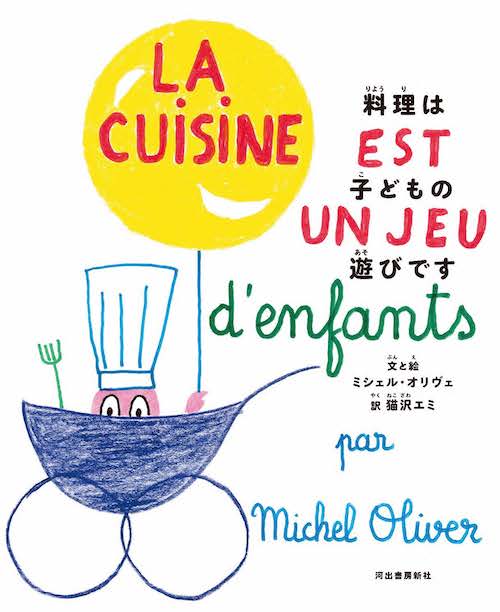 LA
CUISINE
料理は
EST
子どもの
UN JEU
遊びです
d'enfants
文と絵
ミシェル・オリヴェ
訳 猫沢エミ
par
Michel Oliver
河出書房新社